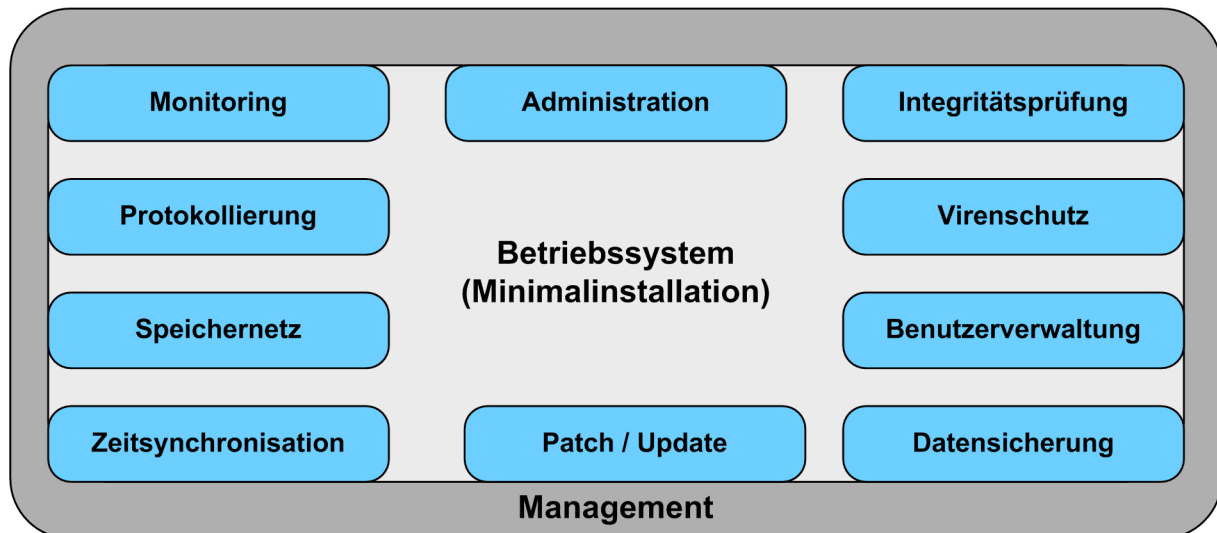 Monitoring
Administration
Integritätsprüfung
Protokollierung
Virenschutz
Betriebssystem
(Minimalinstallation)
Speichernetz
Benutzerverwaltung
Zeitsynchronisation
Patch / Update
Datensicherung
Management